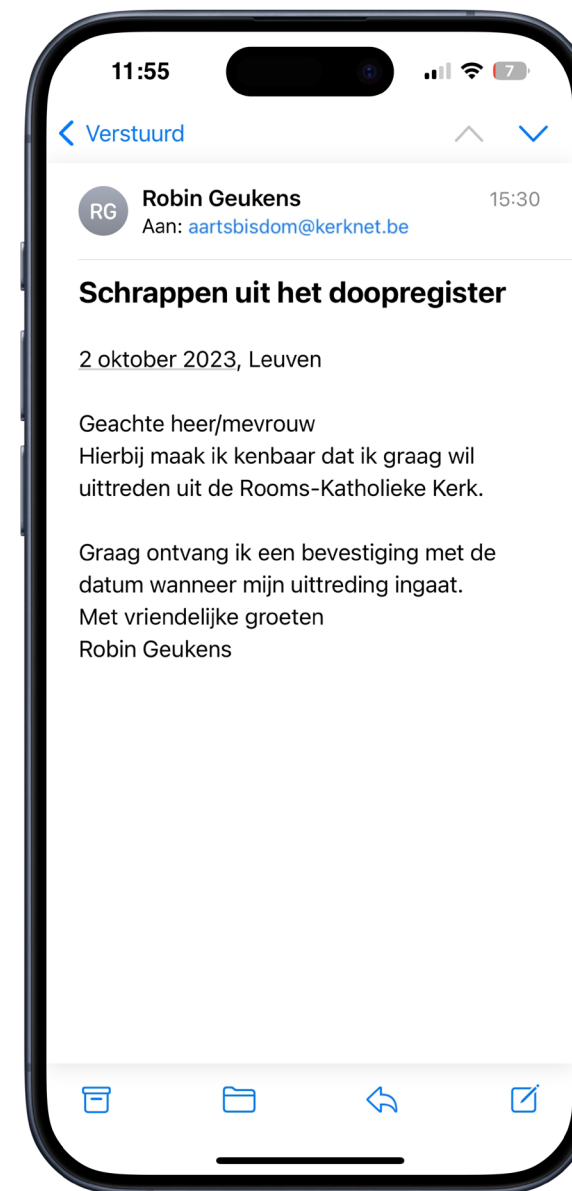 11:55
7
Verstuurd
RG
Robin Geukens
15:30
Aan: aartsbisdom@kerknet.be
Schrappen uit het doopregister
2 oktober 2023, Leuven
Geachte heer/mevrouw
Hierbij maak ik kenbaar dat ik graag wil
uittreden uit de Rooms-Katholieke Kerk.
Graag ontvang ik een bevestiging met de
datum wanneer mijn uittreding ingaat.
Met vriendelijke groeten
Robin Geukens